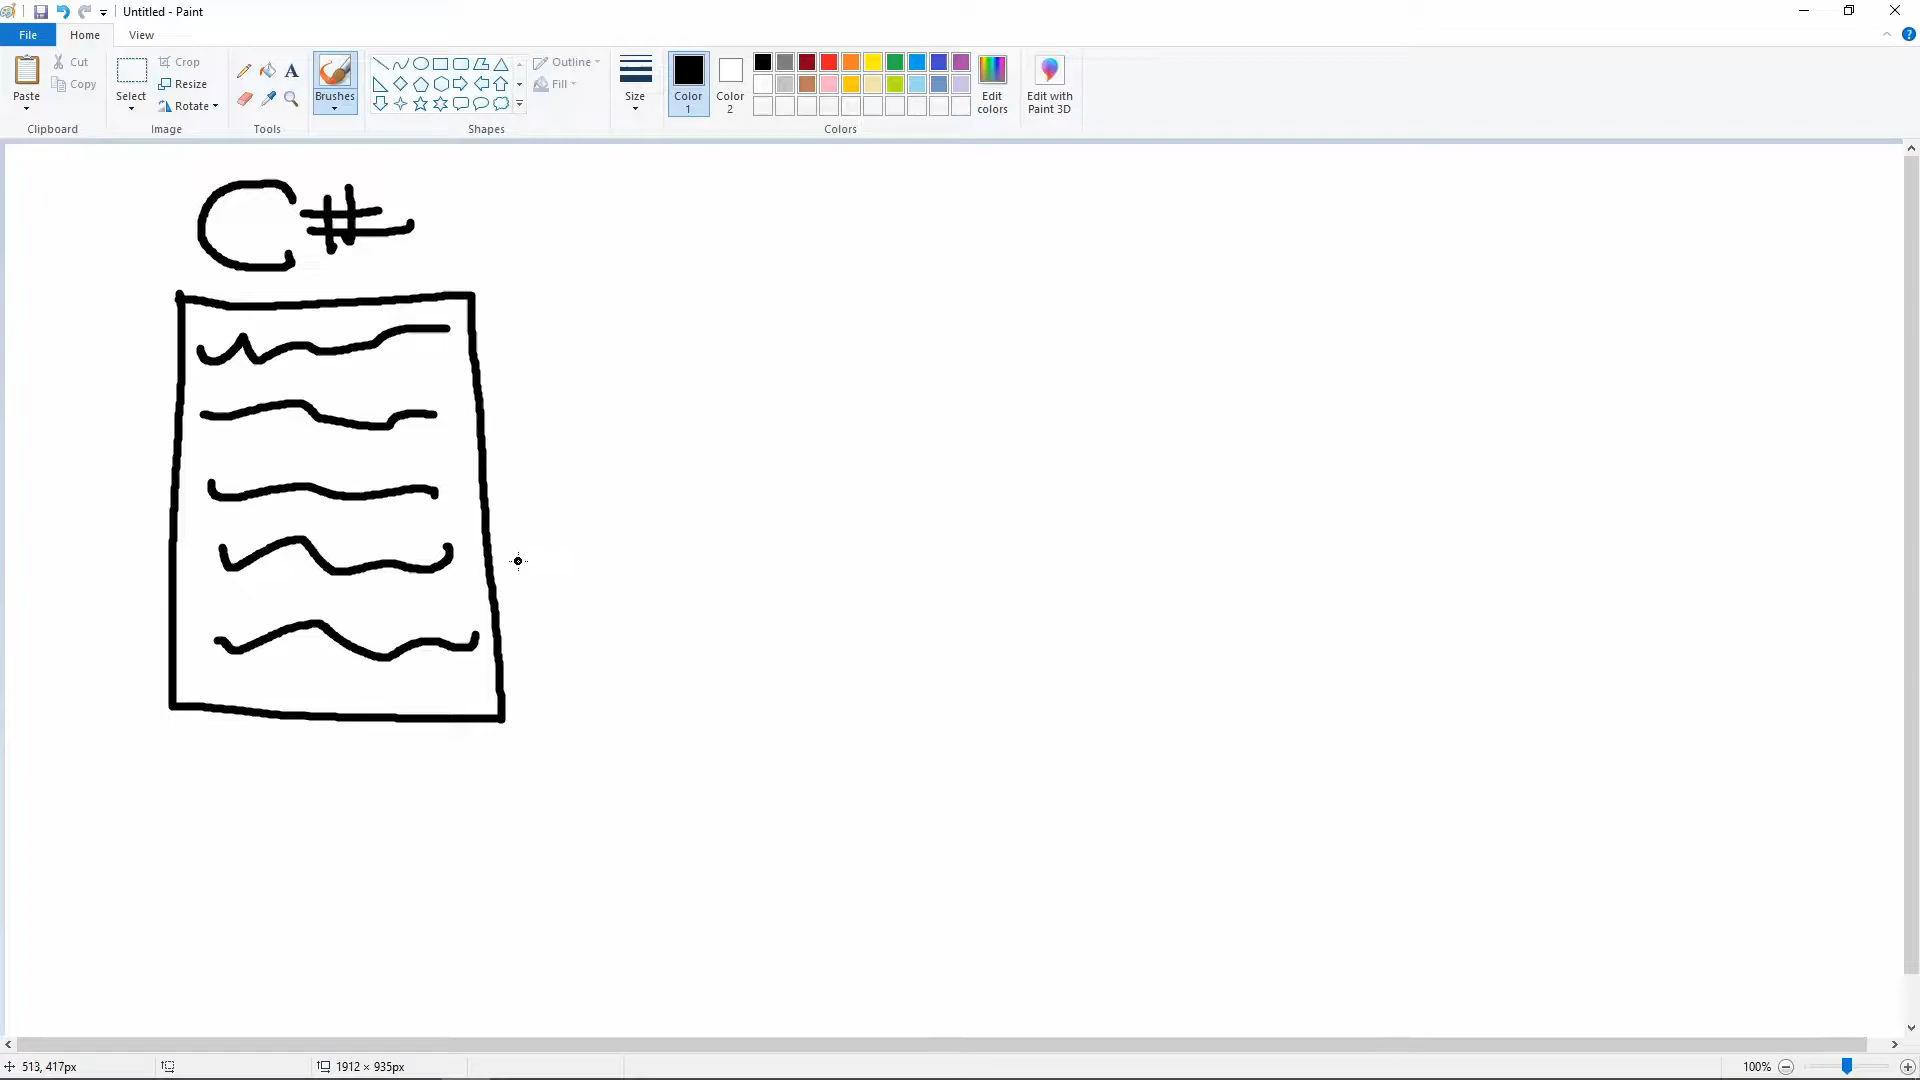 Untitled - Paint
File Home View
Paste
Cut
Copy
Clipboard
Select
Crop
Resize
Rotate
Image
A
Tools
Brushes
Shapes
Outline
Fill
Size
Color 1
Color 2
Colors
Edit colors
Edit with Paint 3D
C#
513, 417px
1912 × 935px
100%